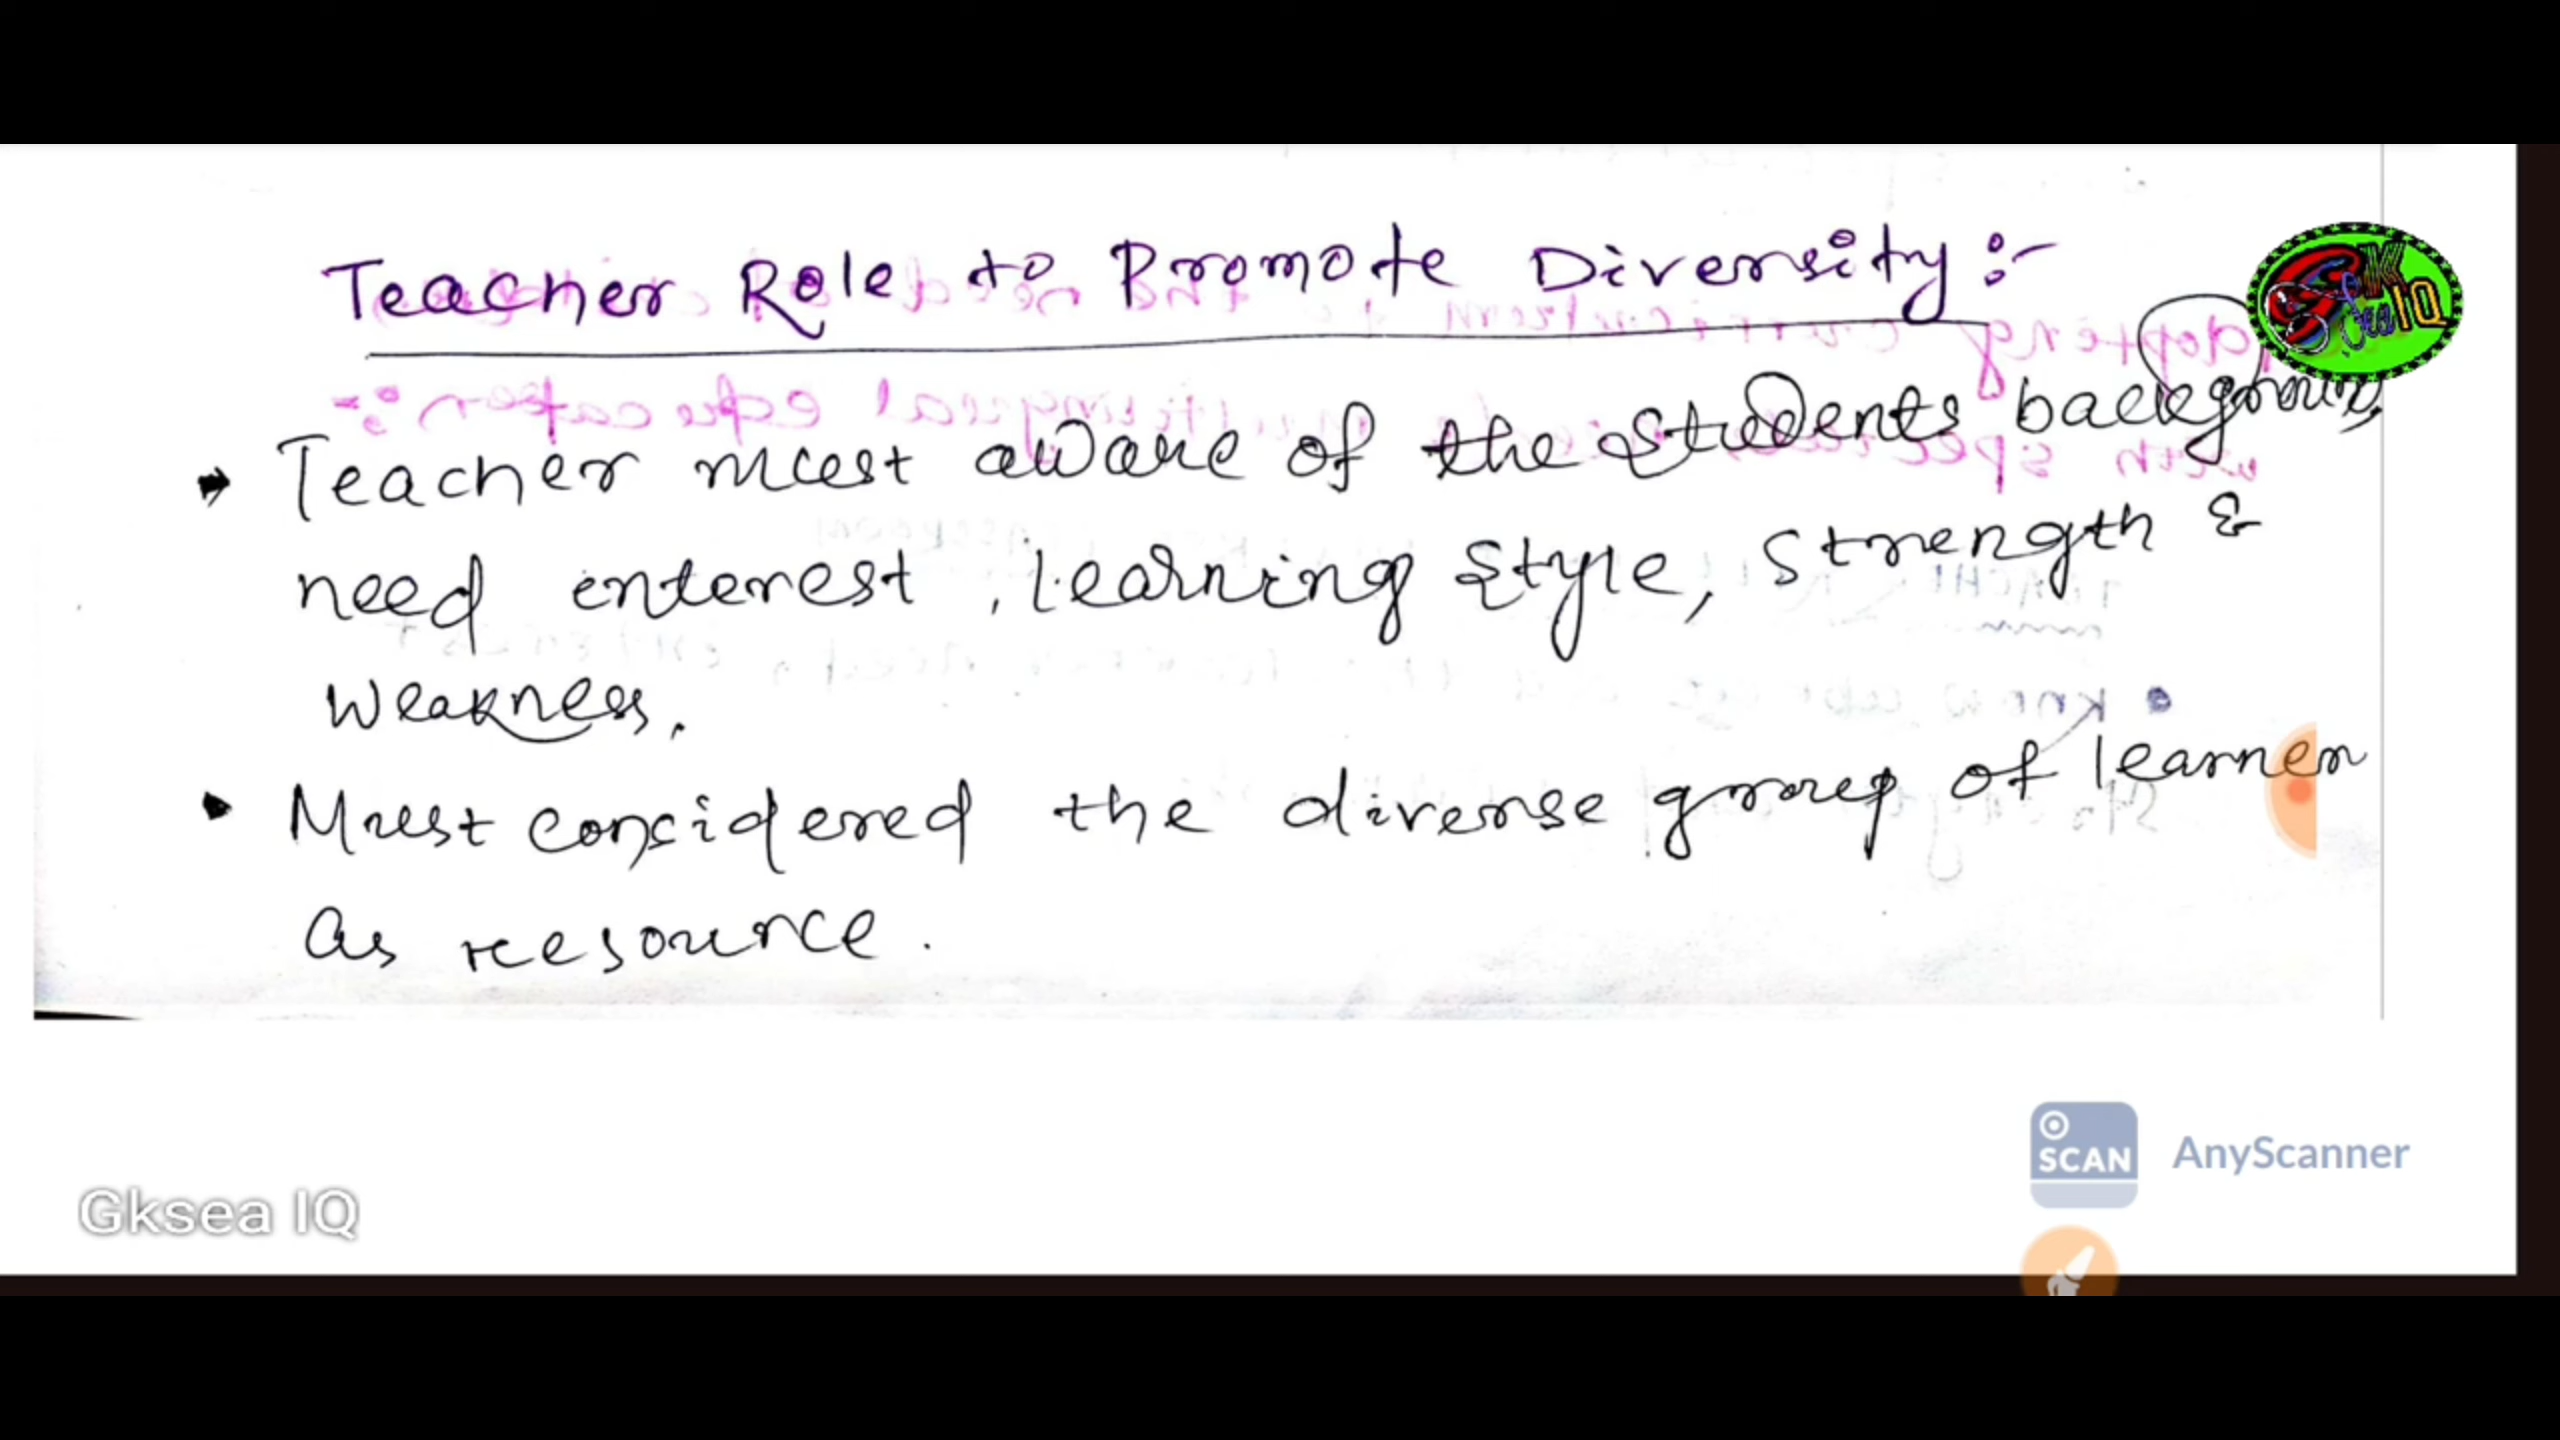 Teacher Role to Promote Diversity :-
Teacher must aware of the students background
need interest, learning style, strength &
weakness.
Must considered the diverse group of learner
as resource.
SCAN AnyScanner
Gksea IQ